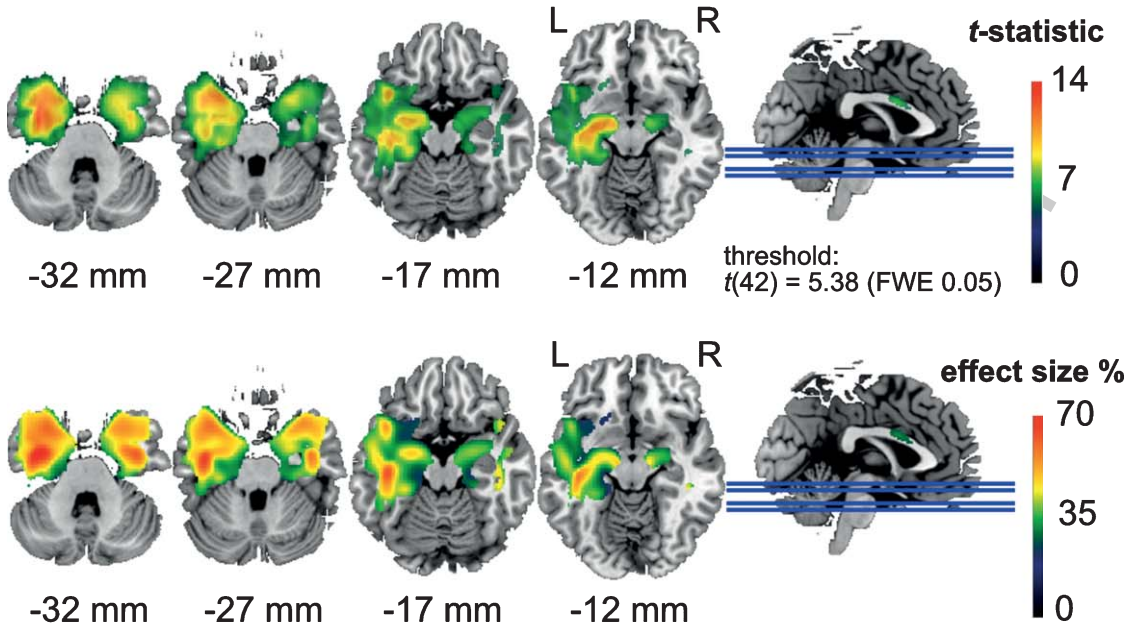 L R
t-statistic
14
7
0
-32 mm -27 mm -17 mm -12 mm
threshold:
t(42) = 5.38 (FWE 0.05)
L R
effect size %
70
35
0
-32 mm -27 mm -17 mm -12 mm